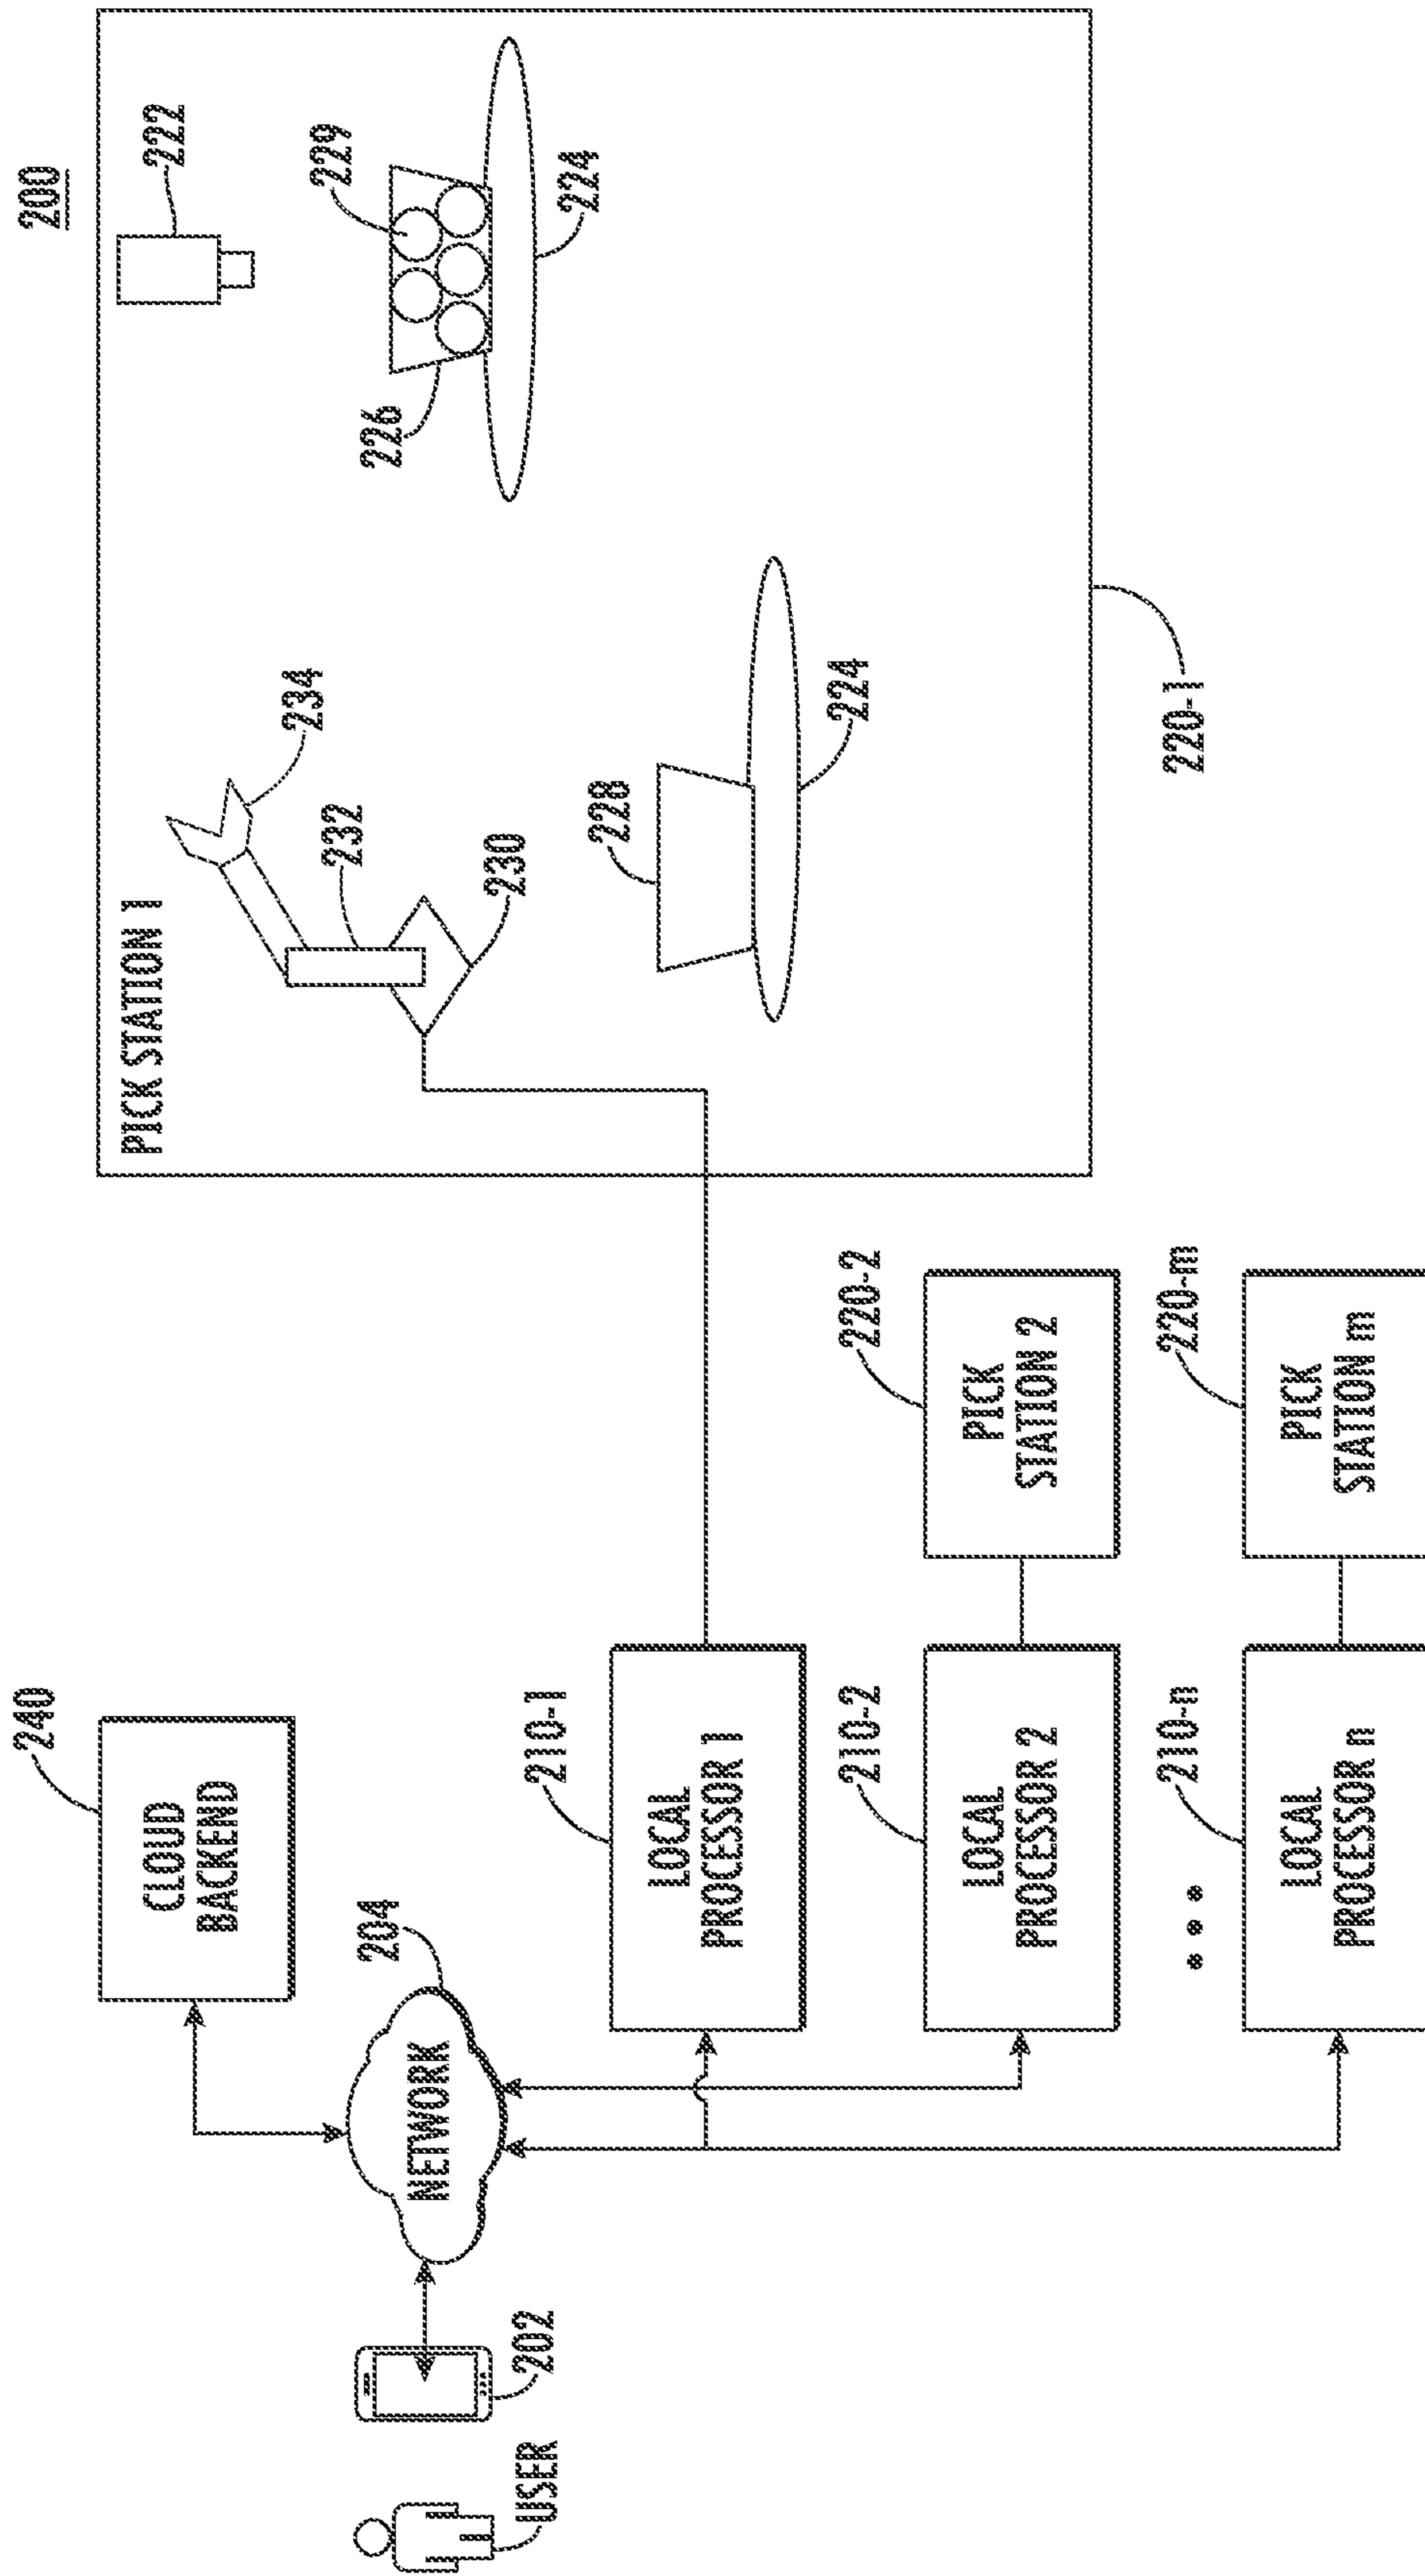 200
PICK STATION 1
222
234
232
230
229
226
224
228
224
220-1
240
CLOUD
BACKEND
204
NETWORK
202
USER
210-1
LOCAL
PROCESSOR 1
210-2
LOCAL
PROCESSOR 2
220-2
PICK
STATION 2
210-n
LOCAL
PROCESSOR n
220-m
PICK
STATION m